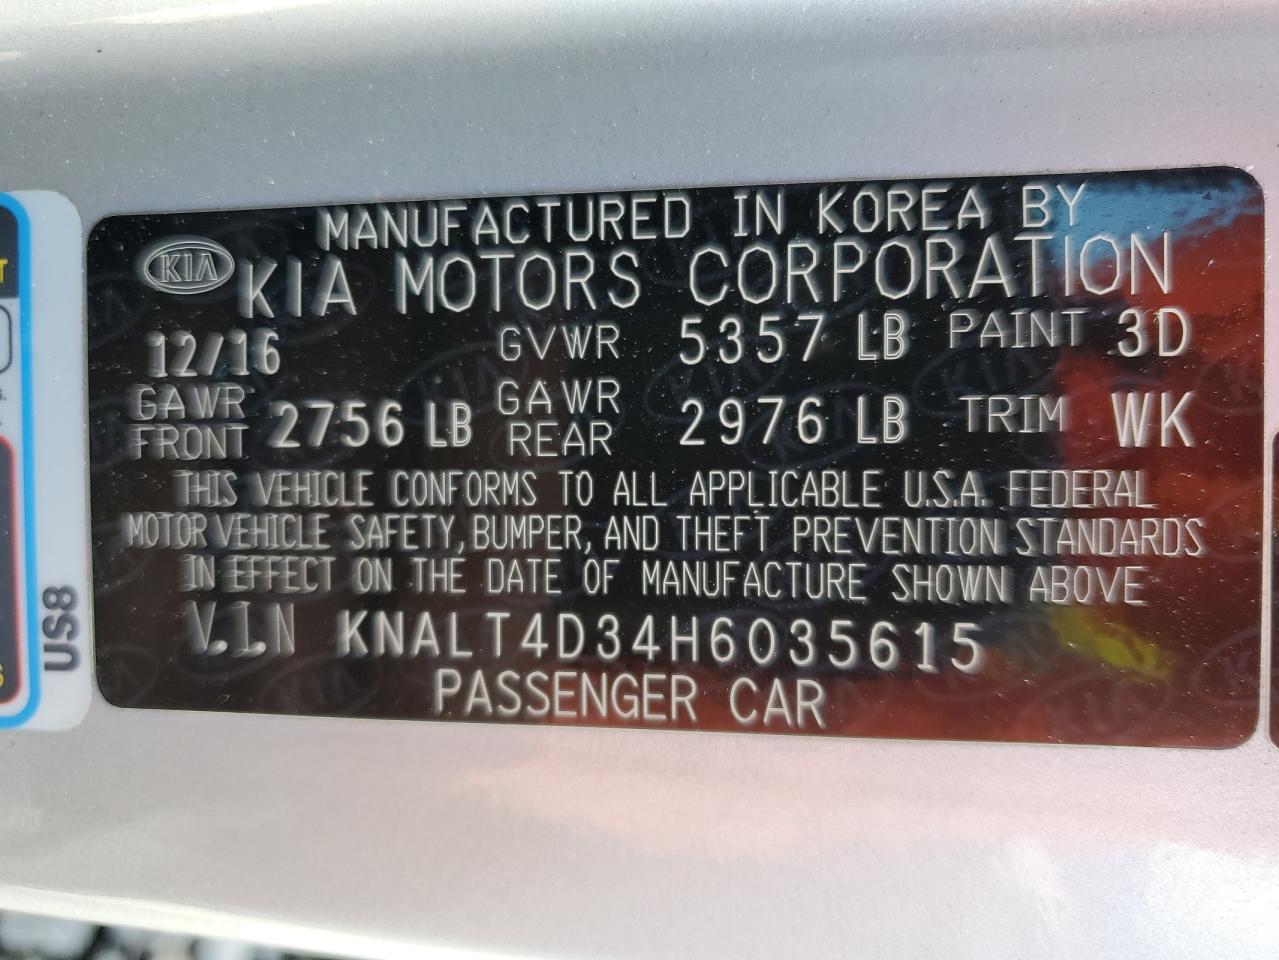 MANUFACTURED IN KOREA BY
KIA KIA MOTORS CORPORATION
12/16 GVWR 5357 LB PAINT 3D
GAWR FRONT 2756 LB GAWR REAR 2976 LB TRIM WK
THIS VEHICLE CONFORMS TO ALL APPLICABLE U.S.A. FEDERAL
MOTOR VEHICLE SAFETY, BUMPER, AND THEFT PREVENTION STANDARDS
IN EFFECT ON THE DATE OF MANUFACTURE SHOWN ABOVE
V.I.N KNALT4D34H6035615
PASSENGER CAR
US8